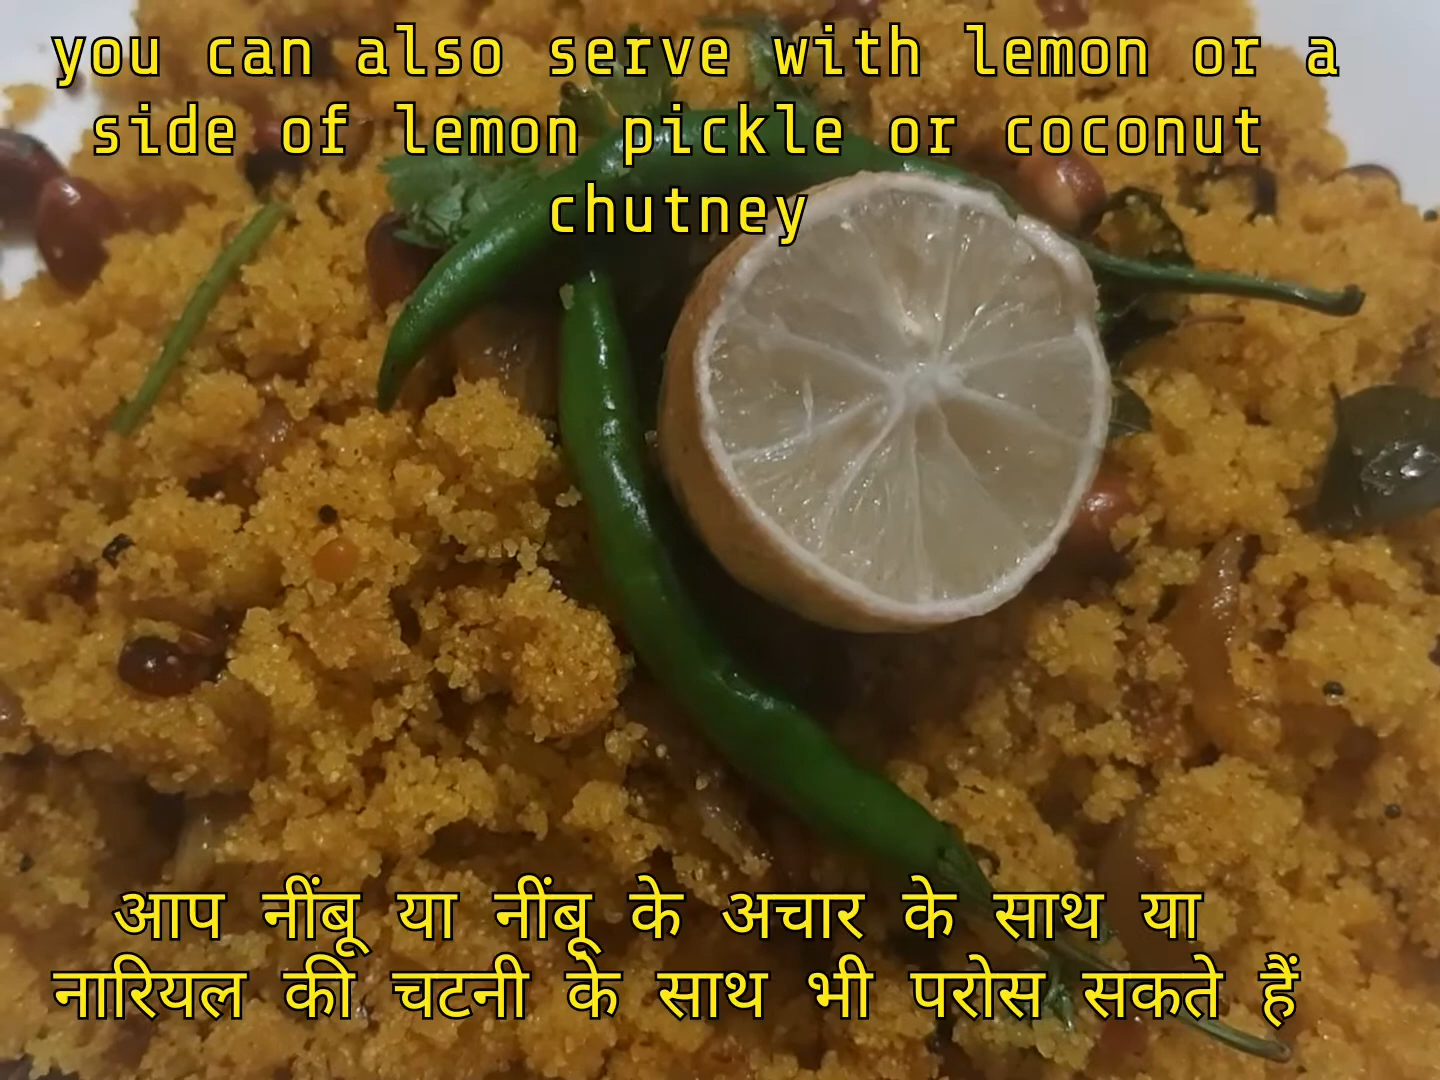 you can also serve with lemon or a
side of lemon pickle or coconut
chutney
आप नींबू या नींबू के अचार के साथ या
नारियल की चटनी के साथ भी परोस सकते हैं